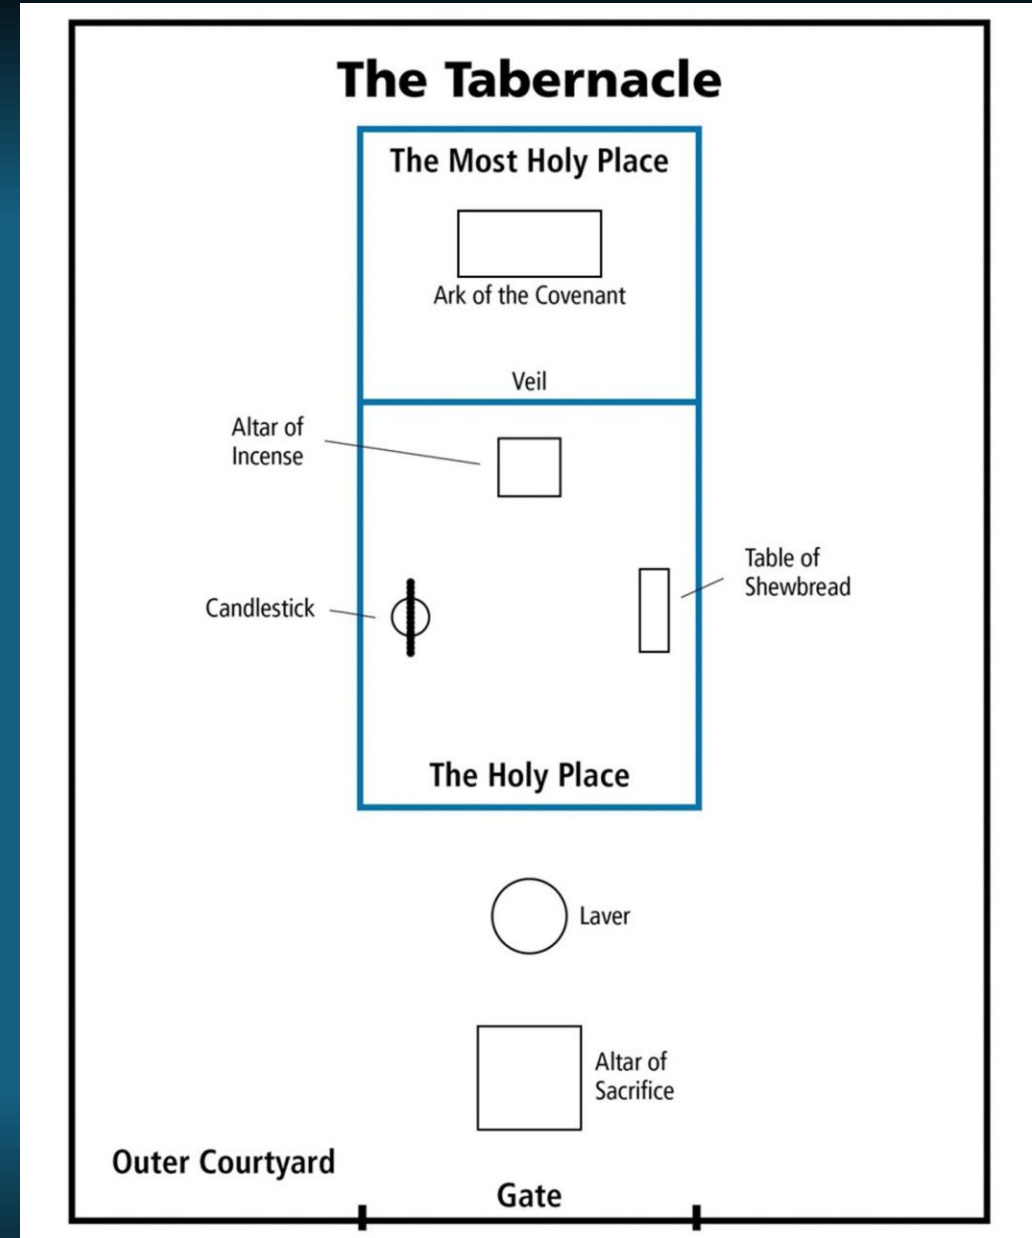 The Tabernacle
The Most Holy Place
Ark of the Covenant
Veil
Altar of
Incense
Table of
Shewbread
Candlestick
The Holy Place
Laver
Altar of
Sacrifice
Outer Courtyard
Gate